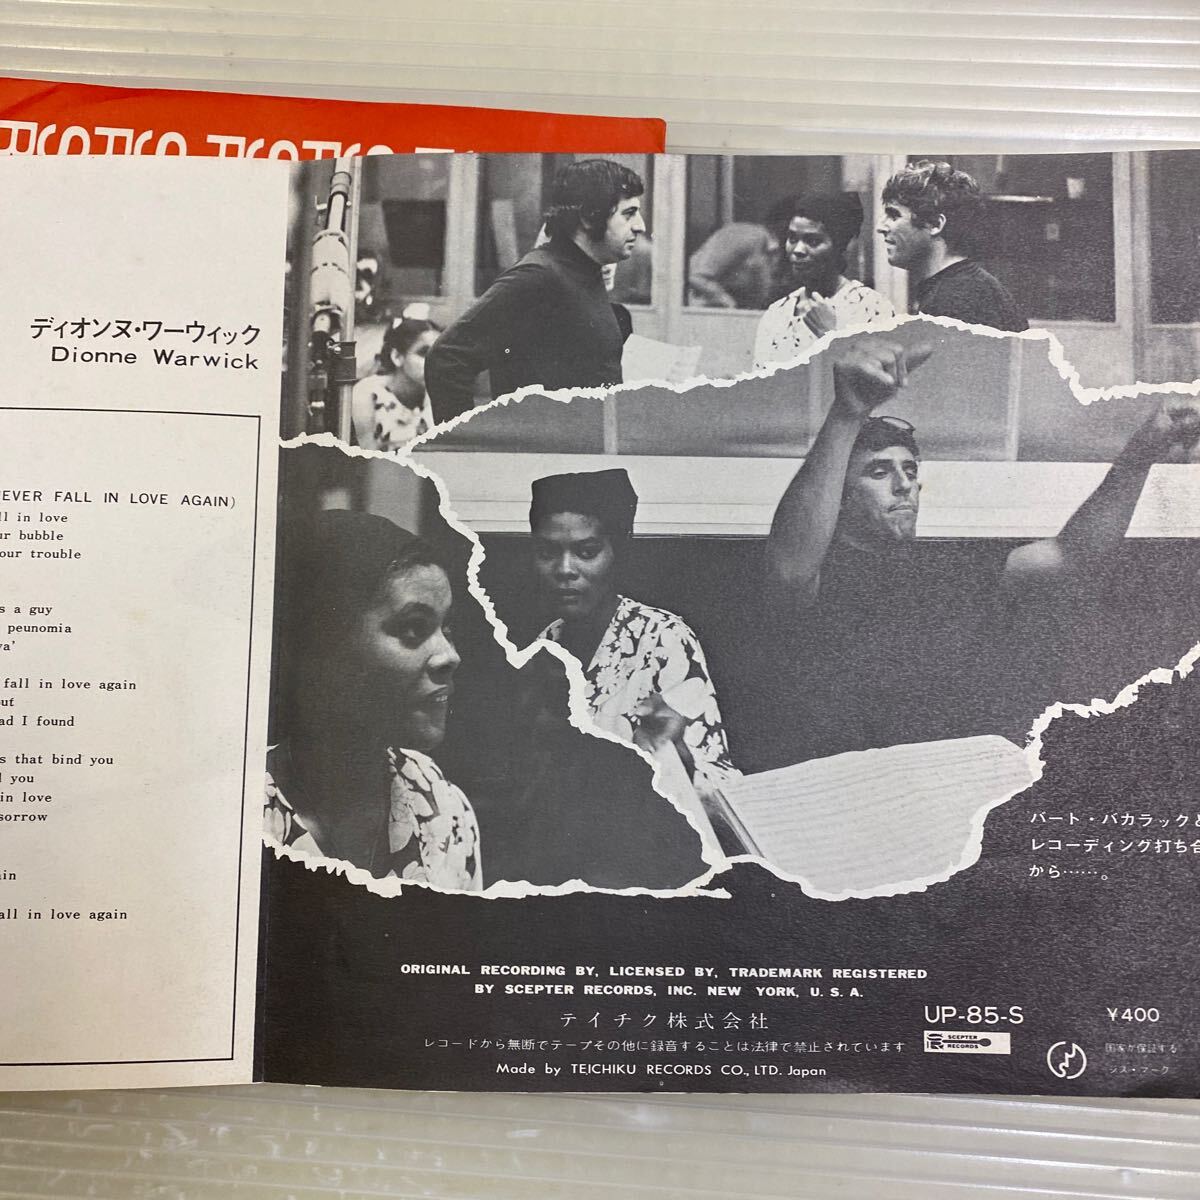 ディオンヌ・ワーウィック
Dionne Warwick
EVER FALL IN LOVE AGAIN)
in love
bubble
our trouble
s a guy
peunomia
ya'
fall in love again
out
I found
s that bind you
you
in love
sorrow
all in love again
バート・バカラックと
レコーディング打ち合
から……。
ORIGINAL RECORDING BY, LICENSED BY, TRADEMARK REGISTERED
BY SCEPTER RECORDS, INC. NEW YORK, U. S. A.
テイチク株式会社
レコードから無断でテープその他に録音することは法律で禁止されています
Made by TEICHIKU RECORDS CO., LTD. Japan
UP-85-S
¥400
SCEPTER
RECORDS
国家が保証する
ジス・マーク